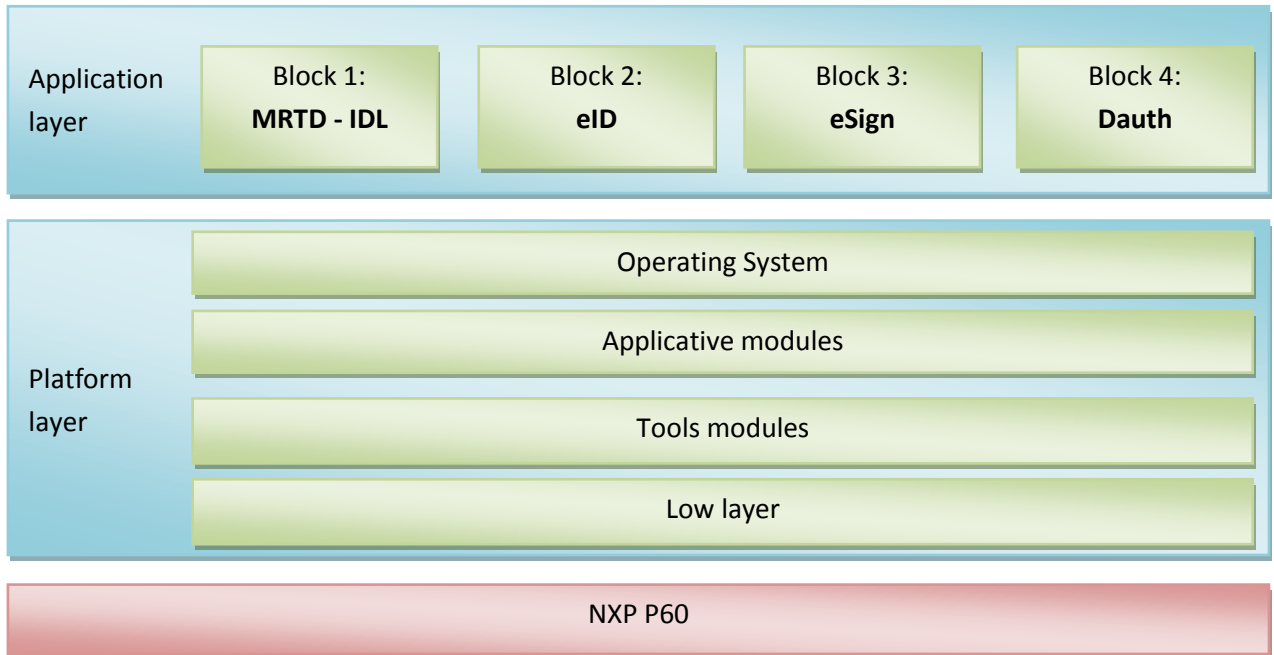 Application
layer
Block 1:
MRTD - IDL
Block 2:
eID
Block 3:
eSign
Block 4:
Dauth
Platform
layer
Operating System
Applicative modules
Tools modules
Low layer
NXP P60